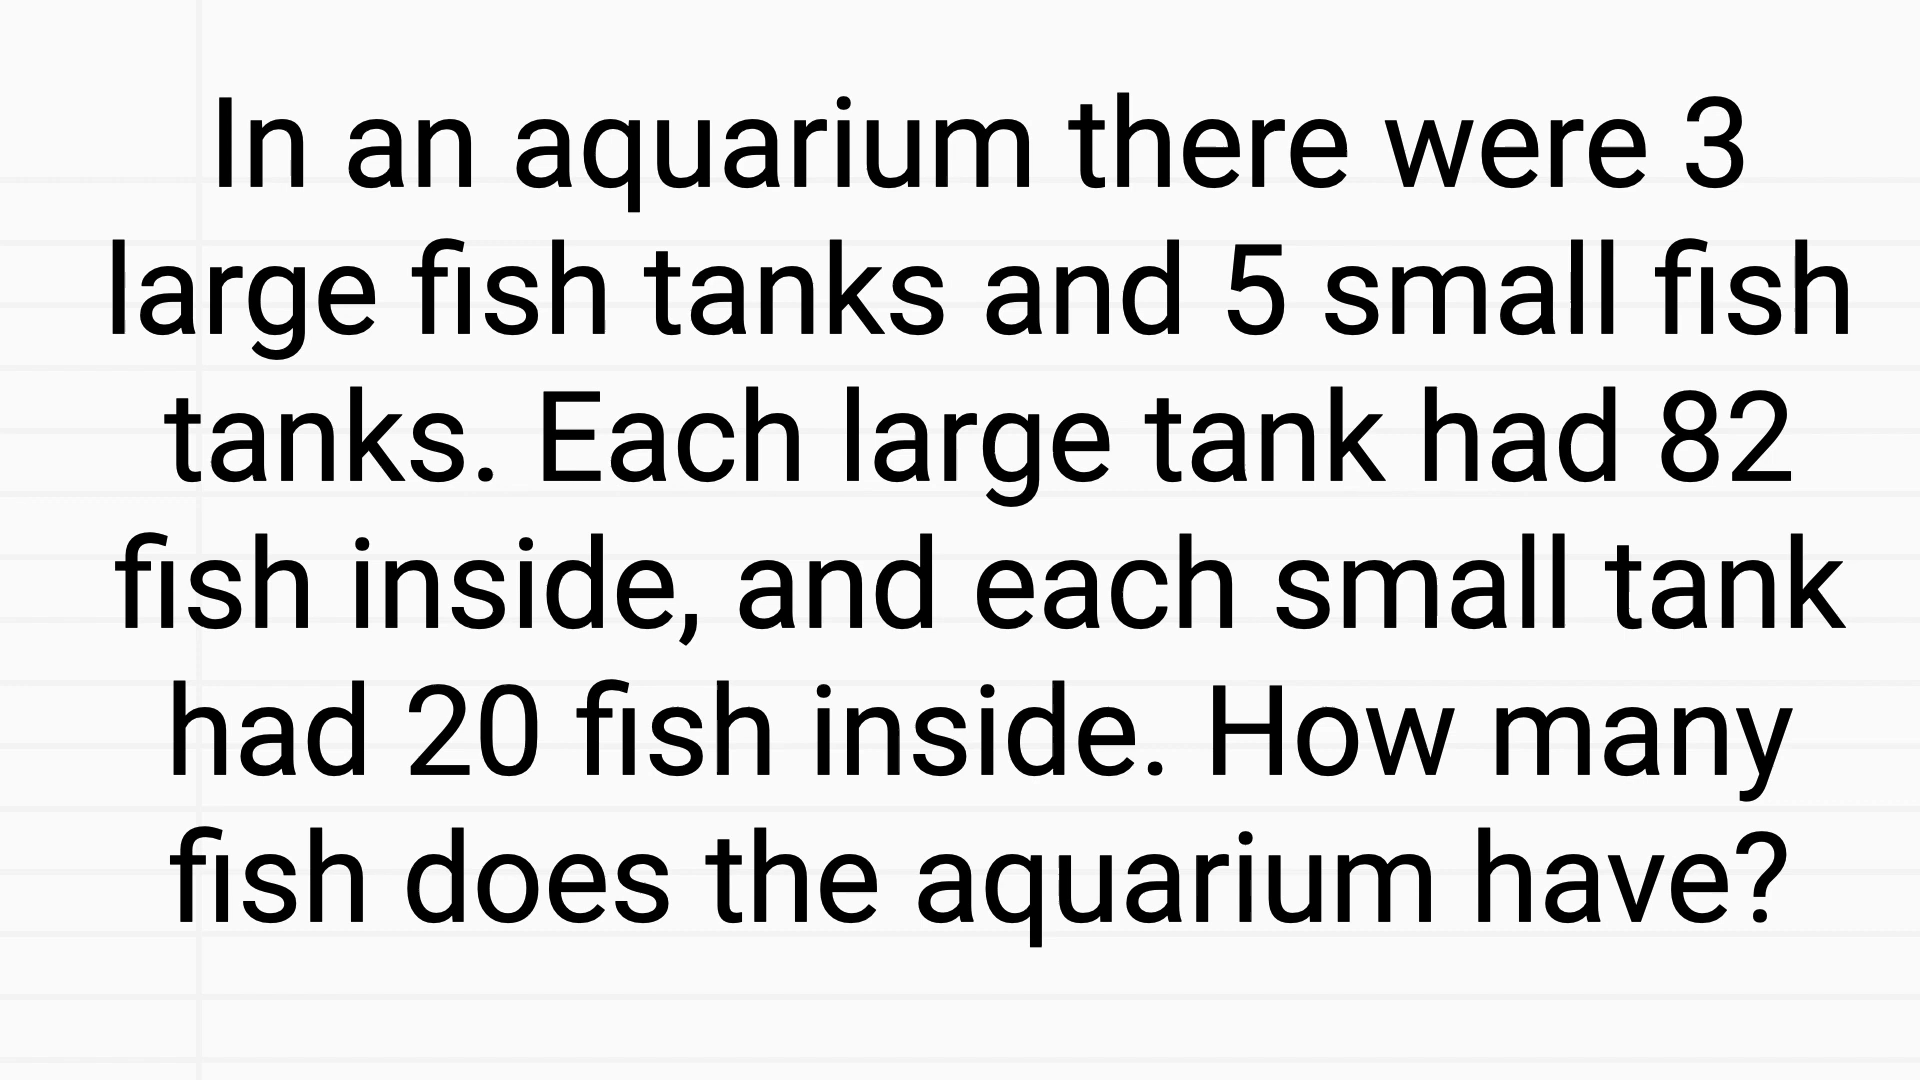 In an aquarium there were 3
large fish tanks and 5 small fish
tanks. Each large tank had 82
fish inside, and each small tank
had 20 fish inside. How many
fish does the aquarium have?